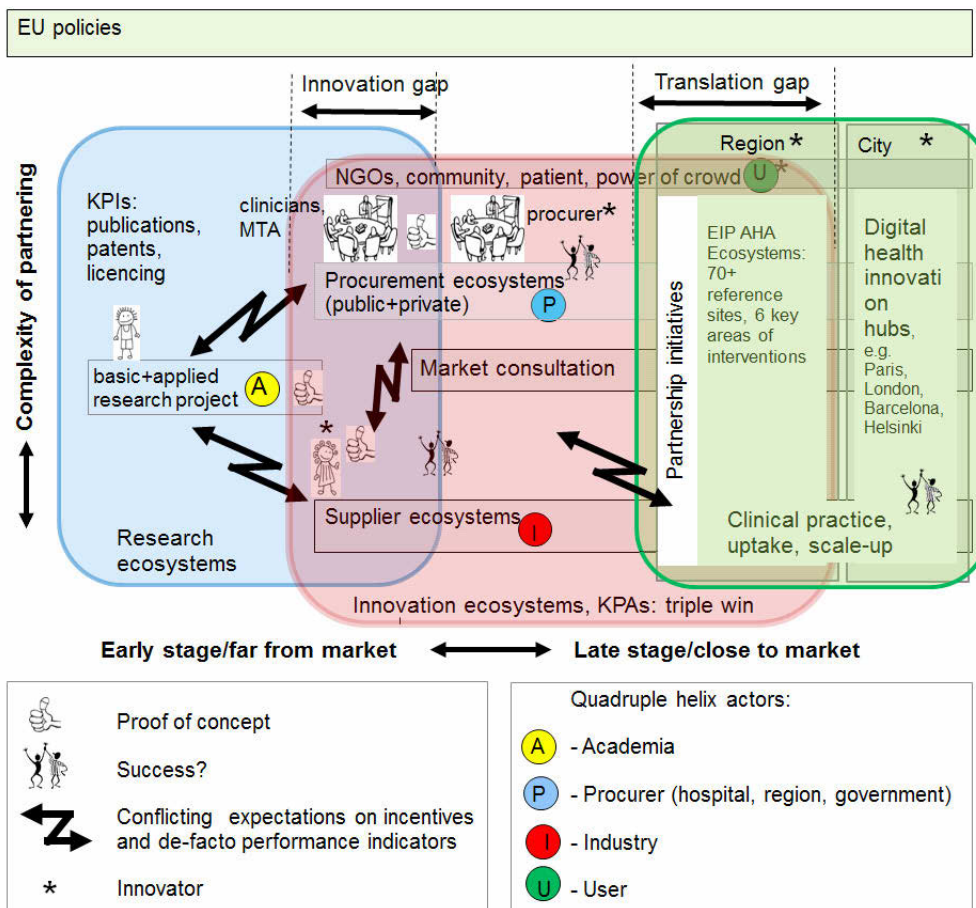 EU policies
Innovation gap
Translation gap
Region *
City *
NGOs, community, patient, power of crowd
U *
KPIs:
publications,
patents,
licencing
clinicians,
MTA
procurer*
EIP AHA
Ecosystems:
70+
reference
sites, 6 key
areas of
interventions
Digital
health
innovati
on
hubs,
e.g.
Paris,
London,
Barcelona,
Helsinki
Procurement ecosystems
(public+private)
P
Complexity of partnering
Partnership initiatives
basic+applied
research project
A
Market consultation
*
Supplier ecosystems
I
Clinical practice,
uptake, scale-up
Research
ecosystems
Innovation ecosystems, KPAs: triple win
Early stage/far from market
Late stage/close to market
Proof of concept
Success?
Conflicting expectations on incentives
and de-facto performance indicators
* Innovator
Quadruple helix actors:
A - Academia
P - Procurer (hospital, region, government)
I - Industry
U - User